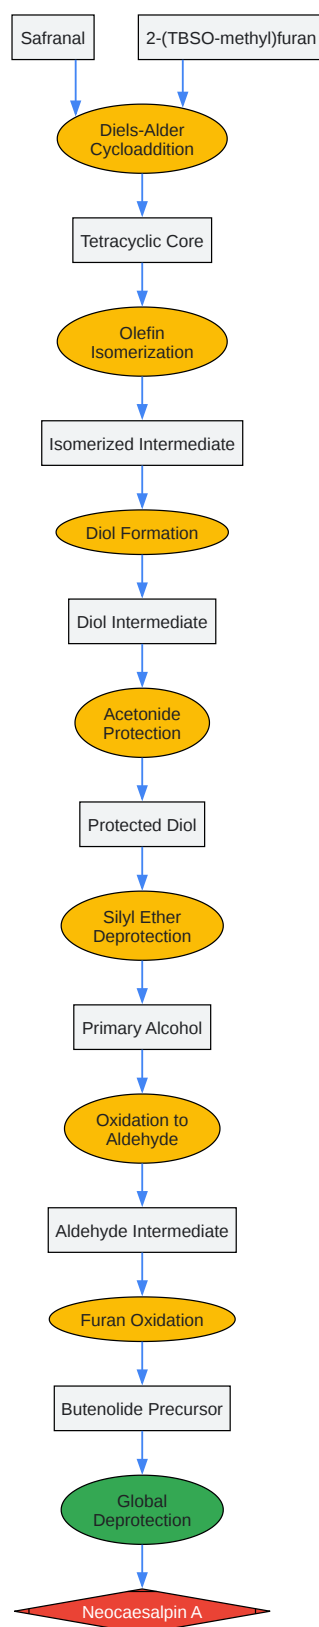 Safranal
2-(TBSO-methyl)furan
Diels-Alder
Cycloaddition
Tetracyclic Core
Olefin
Isomerization
Isomerized Intermediate
Diol Formation
Diol Intermediate
Acetonide
Protection
Protected Diol
Silyl Ether
Deprotection
Primary Alcohol
Oxidation to
Aldehyde
Aldehyde Intermediate
Furan Oxidation
Butenolide Precursor
Global
Deprotection
Neocaesalpin A